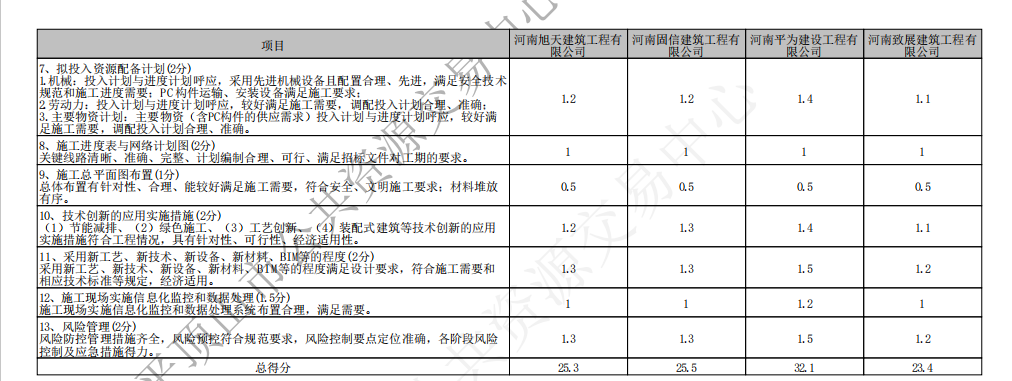 项目 河南旭天建筑工程有限公司 河南固信建筑工程有限公司 河南平为建设工程有限公司 河南致展建筑工程有限公司
7、拟投入资源配备计划(2分)
1.机械：投入计划与进度计划呼应，采用先进机械设备且配置合理、先进，满足安全技术
规范和施工进度需要；PC构件运输、安装设备满足施工要求；
2.劳动力：投入计划与进度计划呼应，较好满足施工需要，调配投入计划合理、准确；
3.主要物资计划：主要物资（含PC构件的供应需求）投入计划与进度计划呼应，较好满
足施工需要，调配投入计划合理、准确。
1.2 1.2 1.4 1.1
8、施工进度表与网络计划图(2分)
关键线路清晰、准确、完整、计划编制合理、可行、满足招标文件对工期的要求。
1 1 1 1
9、施工总平面图布置(1分)
总体布置有针对性、合理、能较好满足施工需要，符合安全、文明施工要求；材料堆放
有序。
0.5 0.5 0.5 0.5
10、技术创新的应用实施措施(2分)
（1）节能减排、（2）绿色施工、（3）工艺创新、（4）装配式建筑等技术创新的应用
实施措施符合工程情况，具有针对性、可行性、经济适用性。
1.2 1.3 1.4 1.1
11、采用新工艺、新技术、新设备、新材料、BIM等的程度(2分)
采用新工艺、新技术、新设备、新材料、BIM等的程度满足设计要求，符合施工需要和
相应技术标准等规定，经济适用。
1.3 1.3 1.5 1.2
12、施工现场实施信息化监控和数据处理(1.5分)
施工现场实施信息化监控和数据处理系统布置合理，满足需要。
1 1 1.2 1
13、风险管理(2分)
风险防控管理措施齐全，风险预控符合规范要求，风险控制要点定位准确，各阶段风险
控制及应急措施得力。
1.3 1.3 1.5 1.2
总得分 25.3 25.5 32.1 23.4
平顶山市公共资源交易中心
共资源交易中心